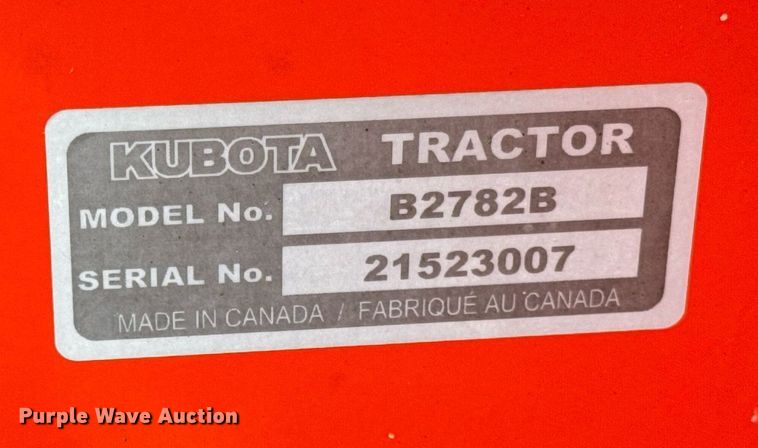 KUBOTA TRACTOR
MODEL No. B2782B
SERIAL No. 21523007
MADE IN CANADA / FABRIQUÉ AU CANADA
Purple Wave Auction